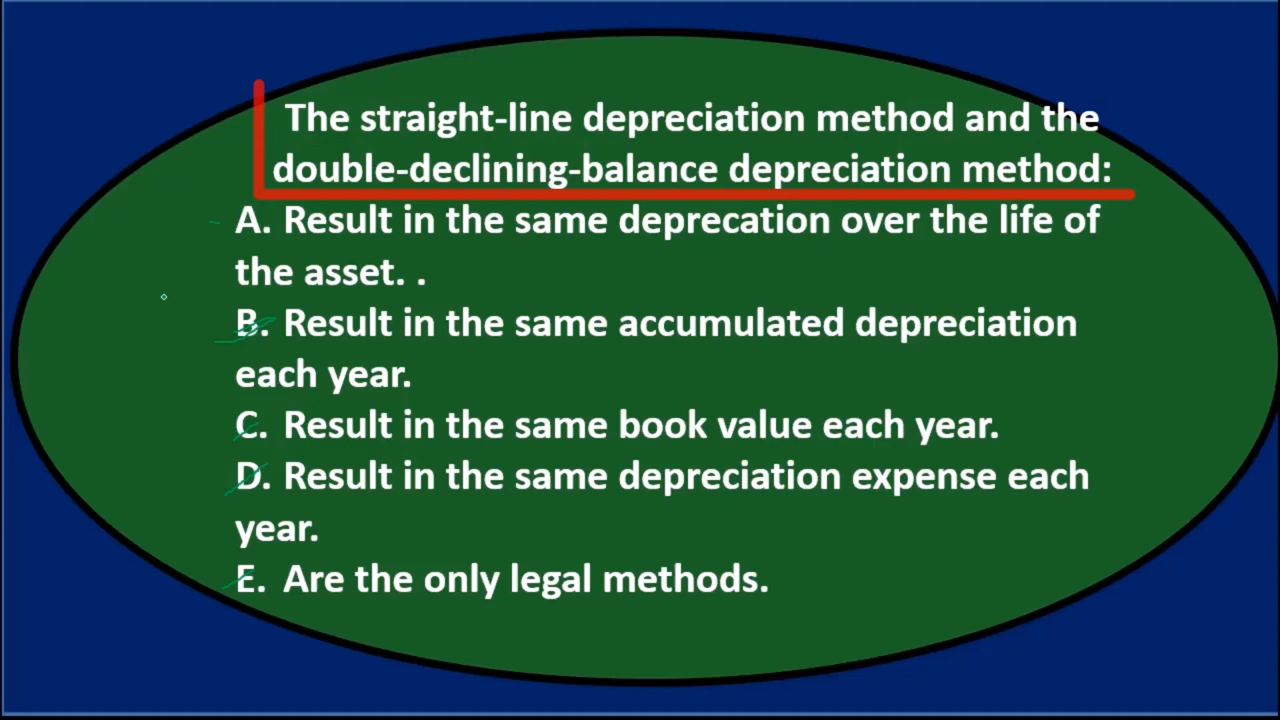 The straight-line depreciation method and the
double-declining-balance depreciation method:
A. Result in the same deprecation over the life of
the asset. .
B. Result in the same accumulated depreciation
each year.
C. Result in the same book value each year.
D. Result in the same depreciation expense each
year.
E. Are the only legal methods.